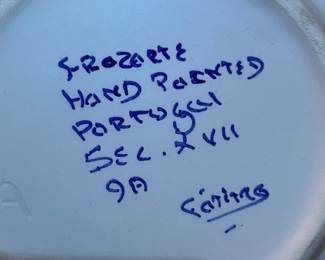 HAND PAINTED
PORTUGAL
SEC. XVII
9A